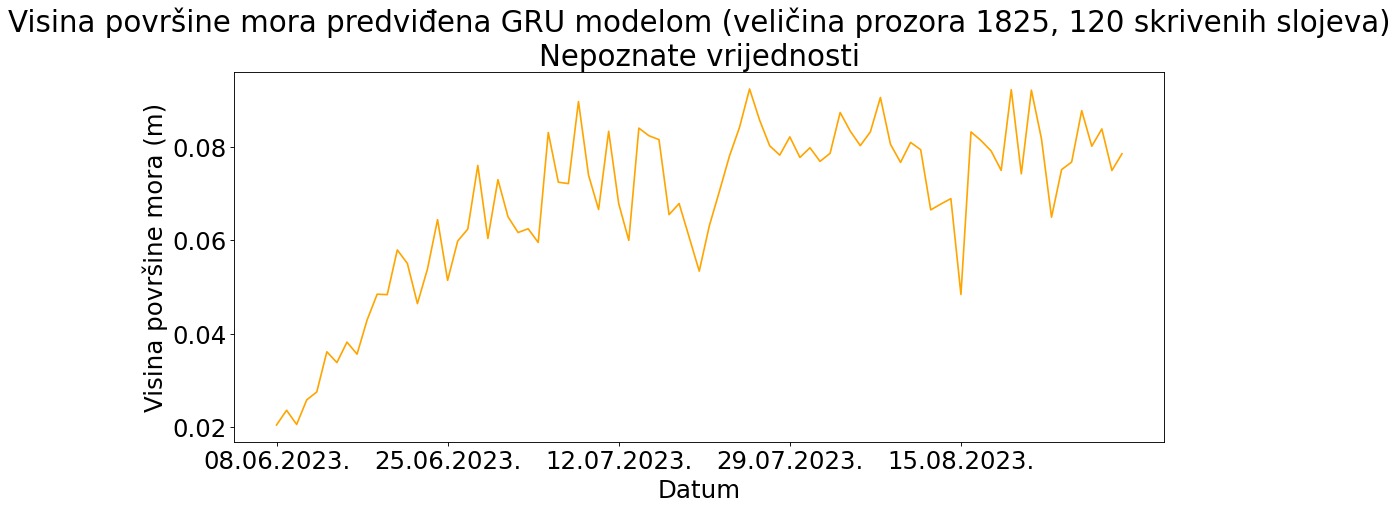 Visina površine mora predviđena GRU modelom (veličina prozora 1825, 120 skrivenih slojeva)
Nepoznate vrijednosti
Visina površine mora (m)
0.08
0.06
0.04
0.02
08.06.2023. 25.06.2023. 12.07.2023. 29.07.2023. 15.08.2023.
Datum